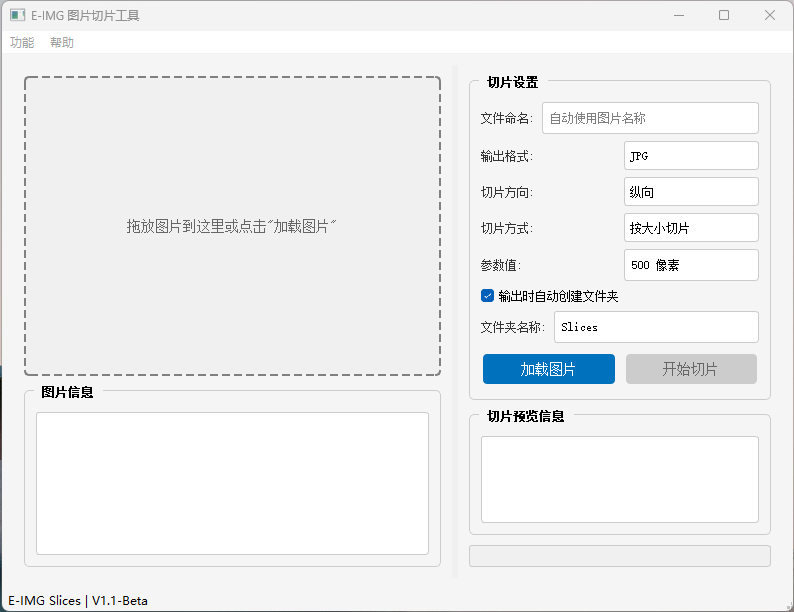 E-IMG 图片切片工具
功能 帮助
拖放图片到这里或点击"加载图片"
图片信息
切片设置
文件命名: 自动使用图片名称
输出格式: JPG
切片方向: 纵向
切片方式: 按大小切片
参数值: 500 像素
输出时自动创建文件夹
文件夹名称: Slices
加载图片 开始切片
切片预览信息
E-IMG Slices | V1.1-Beta